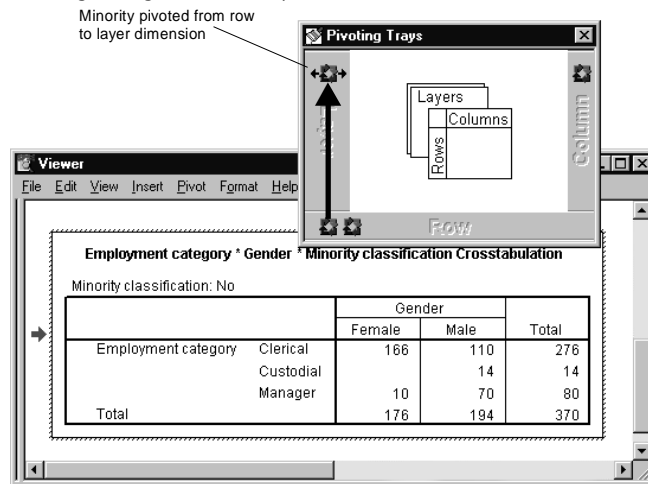 Minority pivoted from row
to layer dimension
Pivoting Trays
Layers
Columns
Rows
Layer
Column
Row
Viewer
File Edit View Insert Pivot Format Help
Employment category * Gender * Minority classification Crosstabulation
Minority classification: No
Gender
Female Male Total
Employment category Clerical 166 110 276
Custodial 14 14
Manager 10 70 80
Total 176 194 370